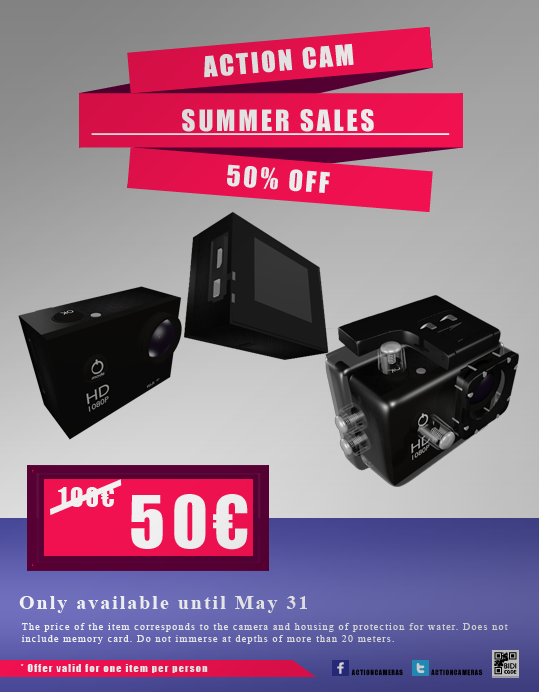 ACTION CAM
SUMMER SALES
50% OFF
OK
HD
1080P
HD
1080P
100€
50€
Only available until May 31
The price of the item corresponds to the camera and housing of protection for water. Does not
include memory card. Do not immerse at depths of more than 20 meters.
* Offer valid for one item per person
ACTIONCAMERAS
ACTIONCAMERAS
BIDI
CODE